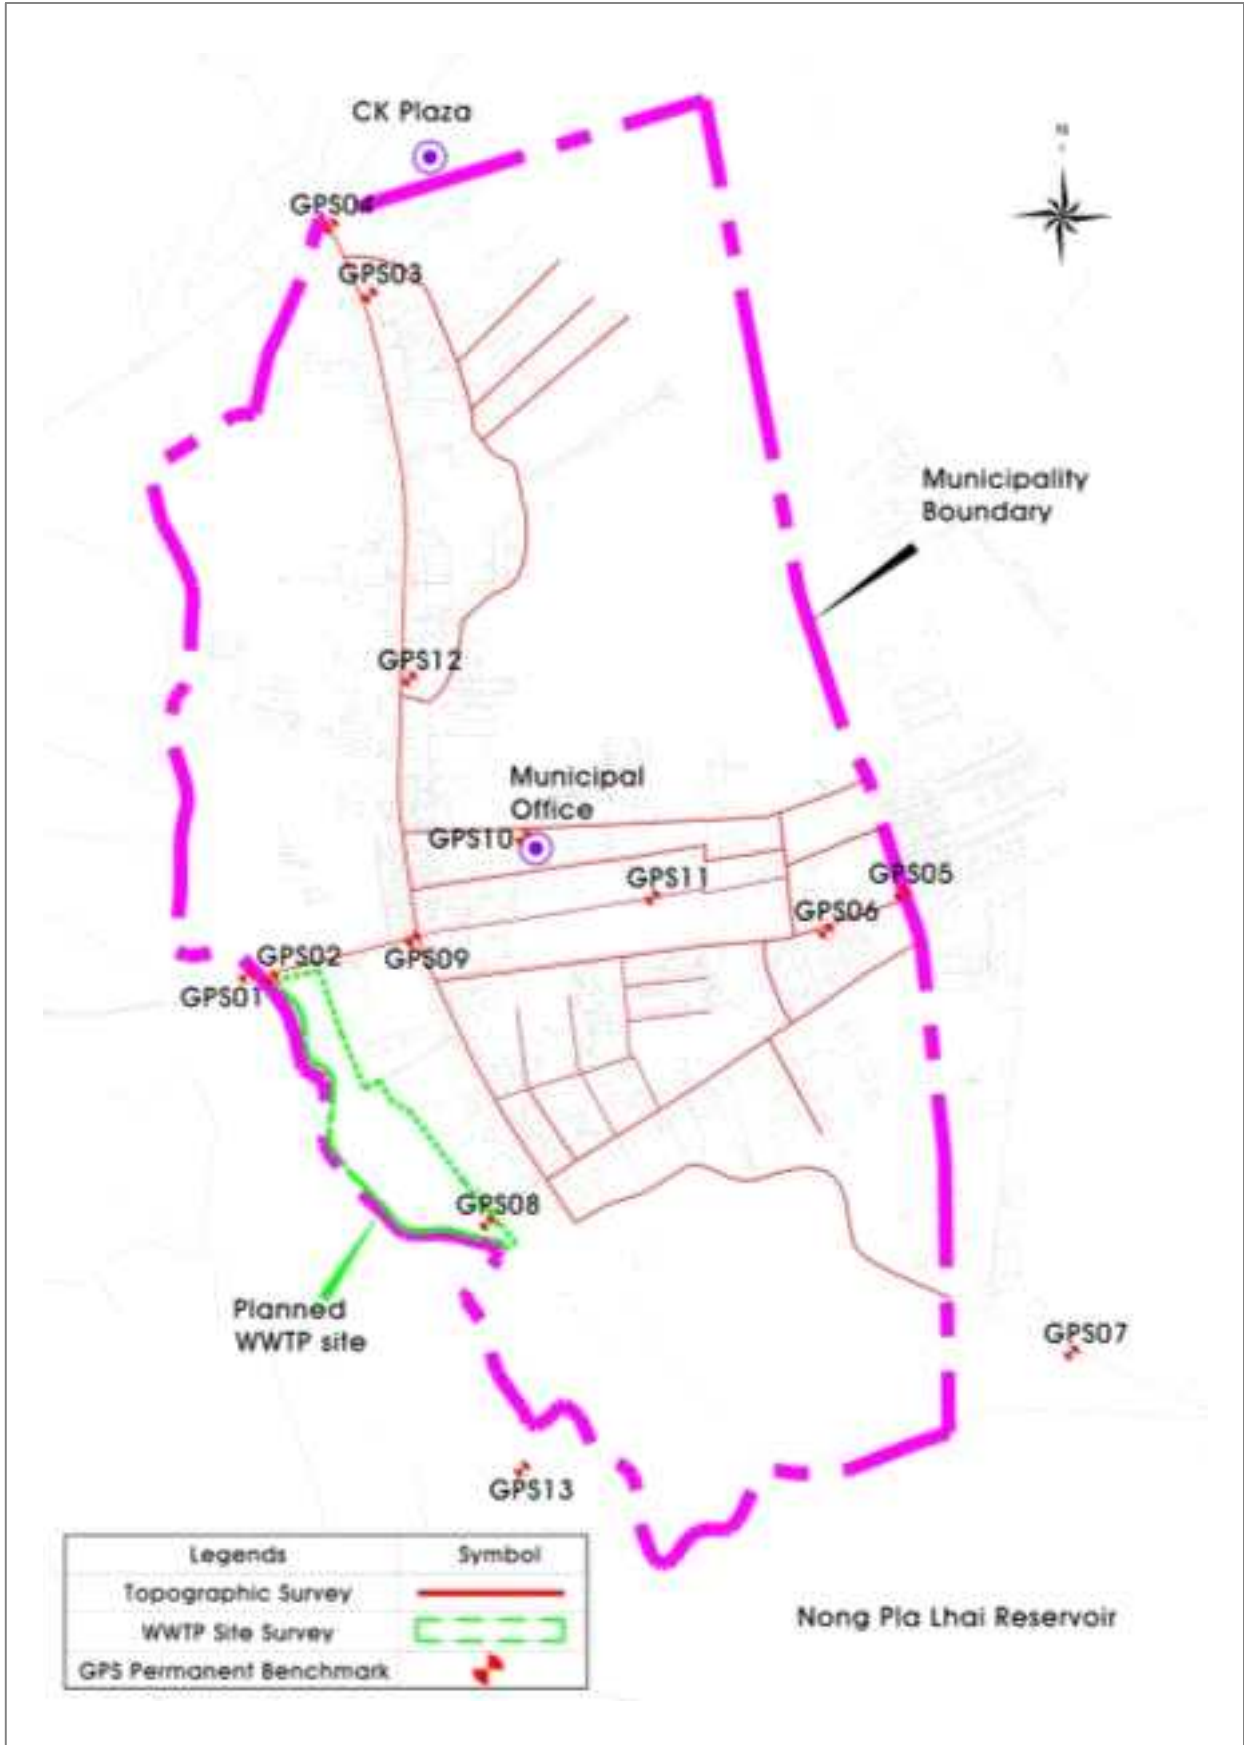 CK Plaza
N
GPS04
GPS03
Municipality
Boundary
GPS12
Municipal
Office
GPS10
GPS11
GPS05
GPS06
GPS02
GPS09
GPS01
GPS08
Planned
WWTP site
GPS07
GPS13
Legends Symbol
Topographic Survey
WWTP Site Survey
GPS Permanent Benchmark
Nong Pla Lhai Reservoir